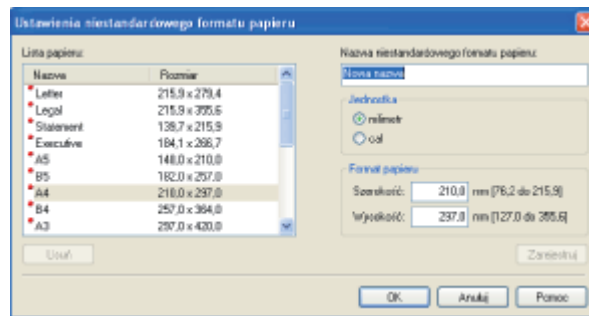 Ustawienia niestandardowego formatu papieru
Lista papieru:
Nazwa Rozmiar
Letter 215,9 x 279,4
Legal 215,9 x 355,6
Statement 139,7 x 215,9
Executive 184,1 x 266,7
A5 148,0 x 210,0
B5 182,0 x 257,0
A4 210,0 x 297,0
B4 257,0 x 364,0
A3 297,0 x 420,0
Usuń
Nazwa niestandardowego formatu papieru:
Nowa nazwa
Jednostka
milimetr
cal
Format papieru
Szerokość: 210,0 mm [76,2 do 215,9]
Wysokość: 297,0 mm [127,0 do 355,6]
Zarejestruj
OK Anuluj Pomoc